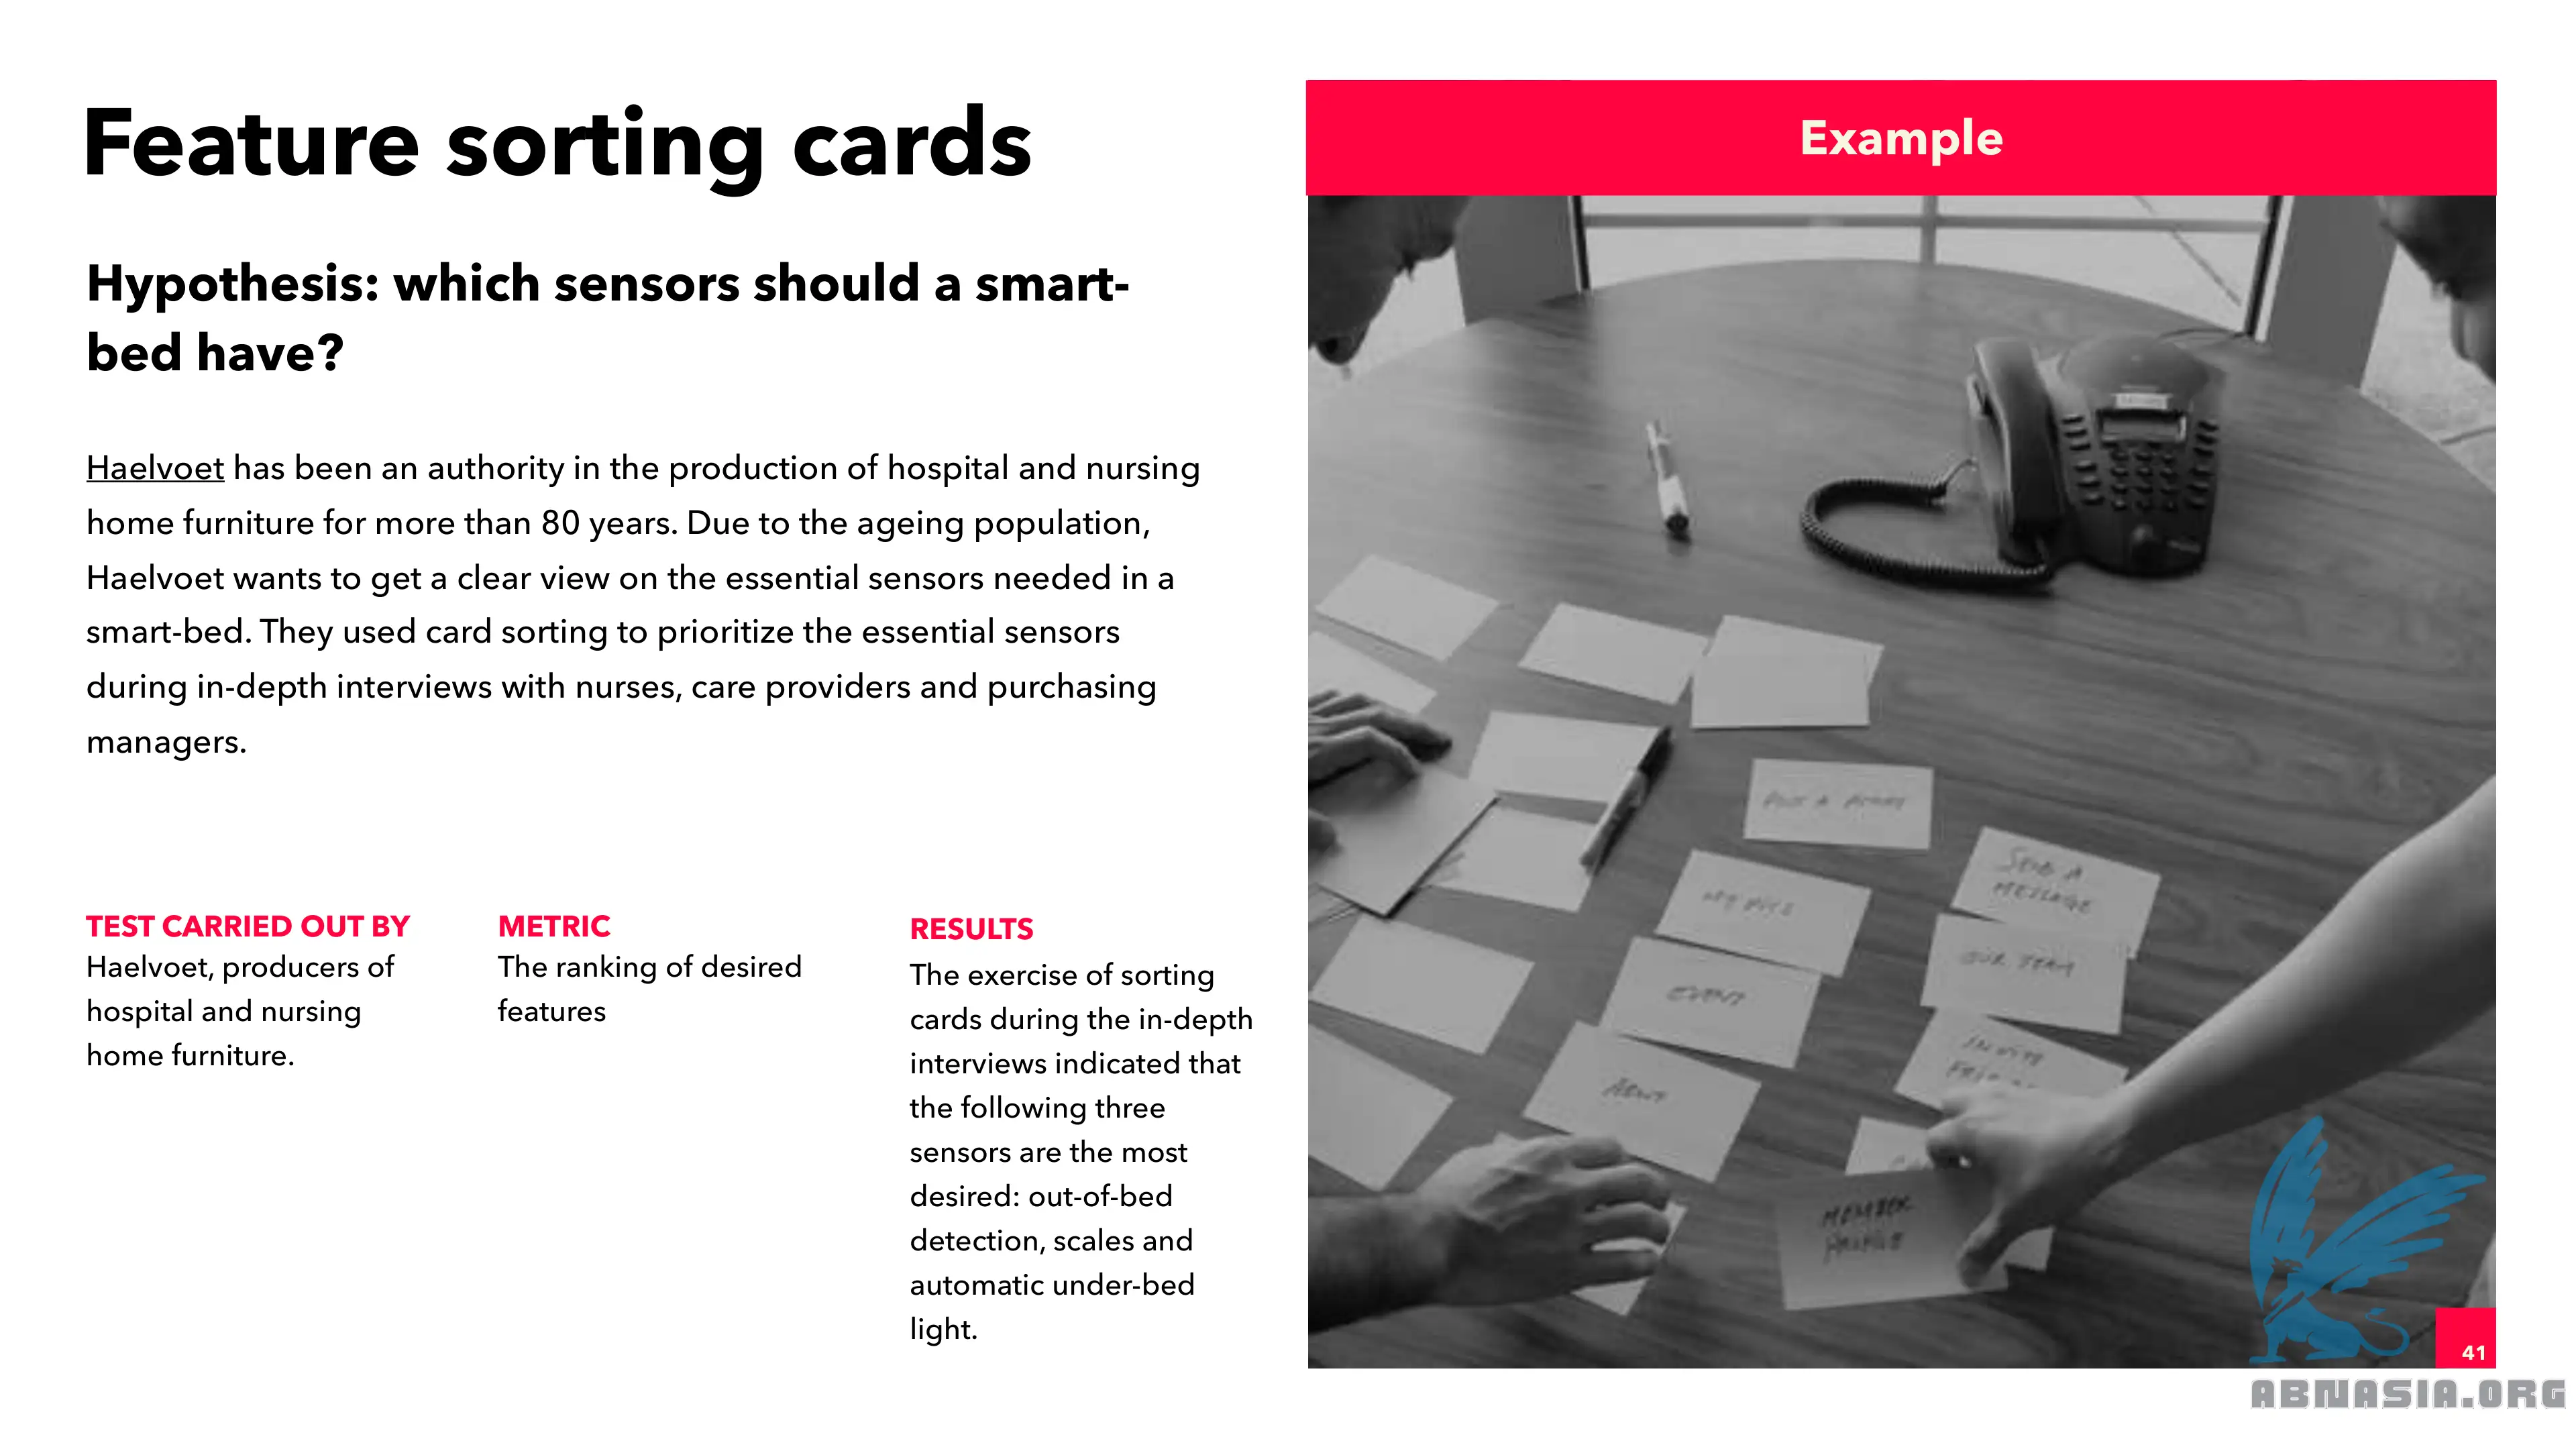 Feature sorting cards
Hypothesis: which sensors should a smart-
bed have?
Haelvoet has been an authority in the production of hospital and nursing
home furniture for more than 80 years. Due to the ageing population,
Haelvoet wants to get a clear view on the essential sensors needed in a
smart-bed. They used card sorting to prioritize the essential sensors
during in-depth interviews with nurses, care providers and purchasing
managers.
TEST CARRIED OUT BY
Haelvoet, producers of
hospital and nursing
home furniture.
METRIC
The ranking of desired
features
RESULTS
The exercise of sorting
cards during the in-depth
interviews indicated that
the following three
sensors are the most
desired: out-of-bed
detection, scales and
automatic under-bed
light.
Example
SEND A
MESSAGE
OUR TEAM
EVENT
ABOUT
INVITE
MEMBER
PROFILE
41
ABNASIA.ORG